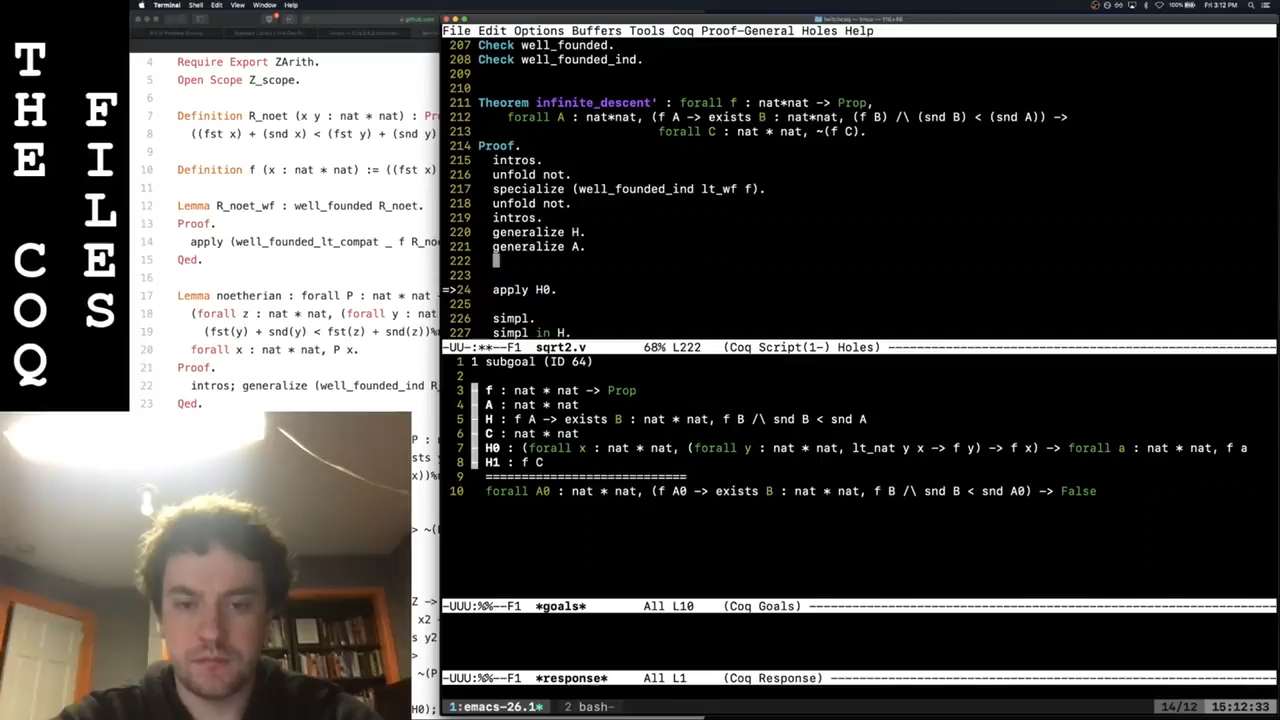 Terminal Shell Edit View Window Help
100%
Fri 3:12 PM
THE COQ
FILES
github.com
4 Require Export ZArith.
5 Open Scope Z_scope.
6
7 Definition R_noet (x y : nat * nat) : Pr
8 ((fst x) + (snd x) < (fst y) + (snd y)
9
10 Definition f (x : nat * nat) := ((fst x)
11
12 Lemma R_noet_wf : well_founded R_noet.
13 Proof.
14 apply (well_founded_lt_compat _ f R_no
15 Qed.
16
17 Lemma noetherian : forall P : nat * nat
18 (forall z : nat * nat, (forall y : nat
19 (fst(y) + snd(y) < fst(z) + snd(z))%n
20 forall x : nat * nat, P x.
21 Proof.
22 intros; generalize (well_founded_ind R_
23 Qed.
File Edit Options Buffers Tools Coq Proof-General Holes Help
207 Check well_founded.
208 Check well_founded_ind.
209
210
211 Theorem infinite_descent' : forall f : nat*nat -> Prop,
212 forall A : nat*nat, (f A -> exists B : nat*nat, (f B) /\ (snd B) < (snd A)) ->
213 forall C : nat * nat, ~(f C).
214 Proof.
215 intros.
216 unfold not.
217 specialize (well_founded_ind lt_wf f).
218 unfold not.
219 intros.
220 generalize H.
221 generalize A.
222
223
=>24 apply H0.
225
226 simpl.
227 simpl in H.
-UU-:**--F1 sqrt2.v 68% L222 (Coq Script(1-) Holes)
1 1 subgoal (ID 64)
2
3 f : nat * nat -> Prop
4 A : nat * nat
5 H : f A -> exists B : nat * nat, f B /\ snd B < snd A
6 C : nat * nat
7 H0 : (forall x : nat * nat, (forall y : nat * nat, lt_nat y x -> f y) -> f x) -> forall a : nat * nat, f a
8 H1 : f C
9 ============================
10 forall A0 : nat * nat, (f A0 -> exists B : nat * nat, f B /\ snd B < snd A0) -> False
-UUU:%%--F1 *goals* All L10 (Coq Goals)
-UUU:%%--F1 *response* All L1 (Coq Response)
1:emacs-26.1* 2 bash- 14/12 15:12:33